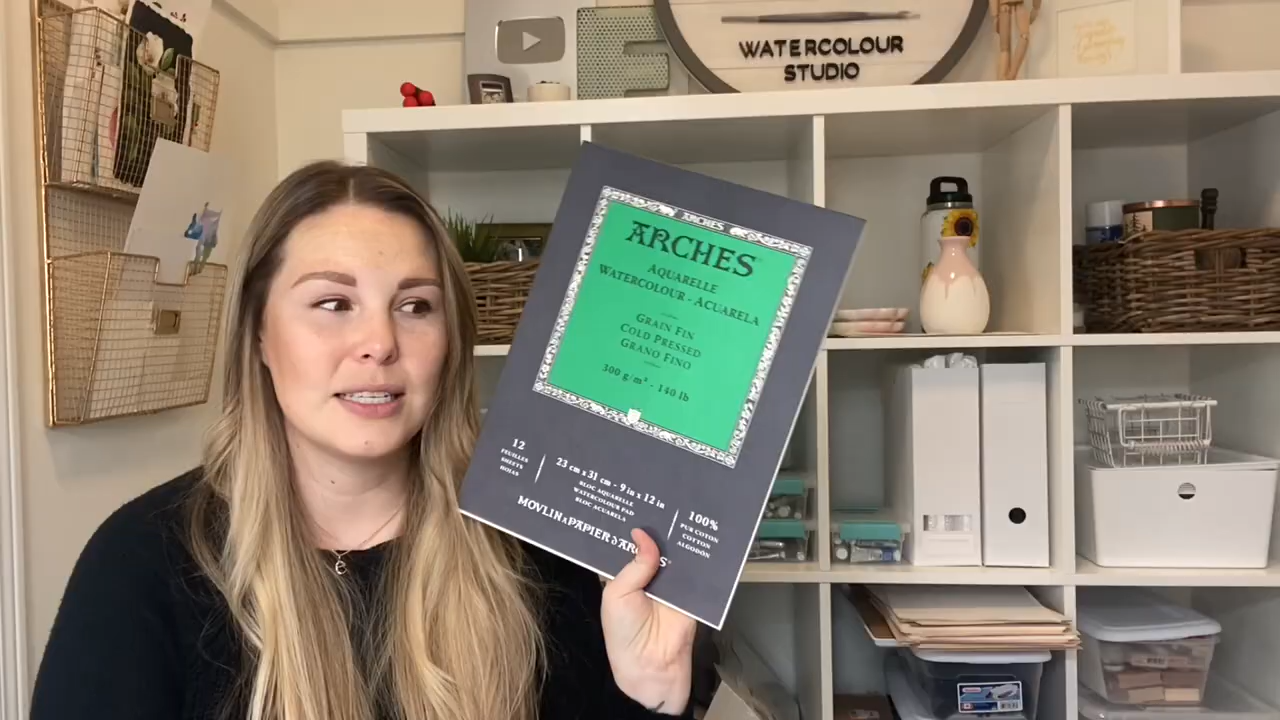 WATERCOLOUR
STUDIO
ARCHES
ARCHES
AQUARELLE
WATERCOLOUR - ACUARELA
GRAIN FIN
COLD PRESSED
GRANO FINO
300 g/m² - 140 lb
12
FEUILLES
SHEETS
HOJAS
23 cm x 31 cm - 9 in x 12 in
BLOC AQUARELLE
WATERCOLOUR PAD
BLOC ACUARELA
100%
PUR COTON
COTTON
ALGODÓN